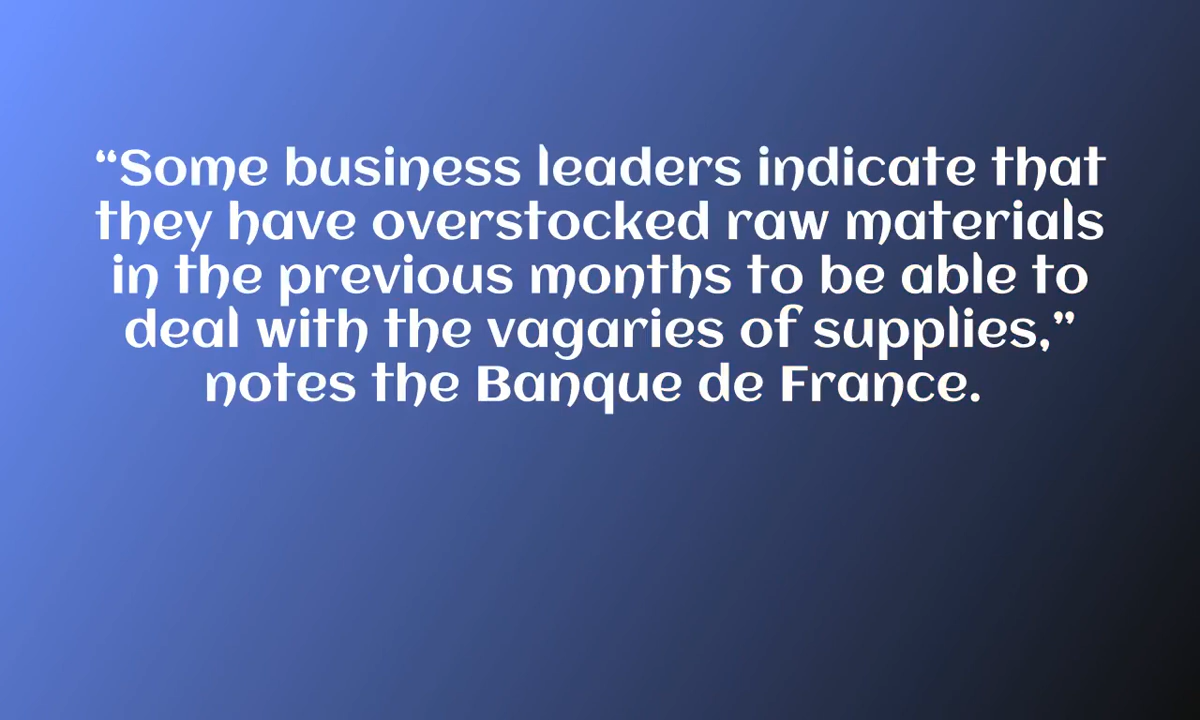 “Some business leaders indicate that
they have overstocked raw materials
in the previous months to be able to
deal with the vagaries of supplies,”
notes the Banque de France.